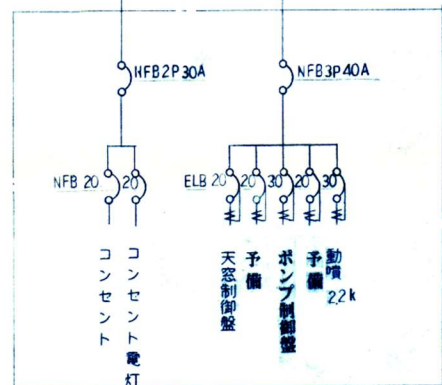 NFB2P30A
NFB3P40A
NFB 20 20
ELB 20 20 30 20 30
コンセント
コンセント電灯
天窓制御盤
予備
ポンプ制御盤
予備
動噴
2.2k